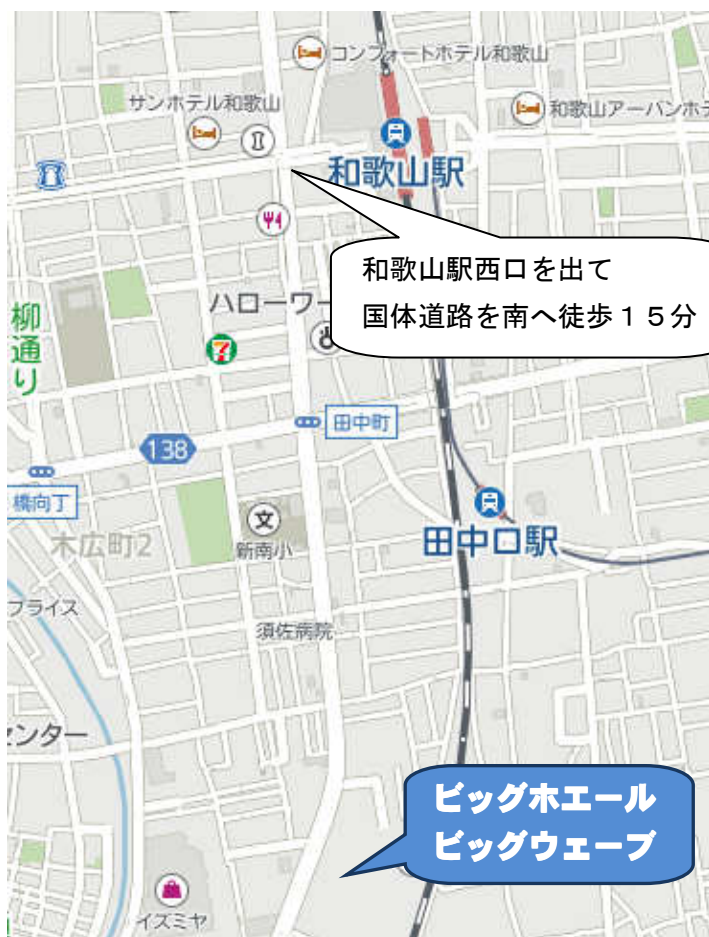 コンフォートホテル和歌山
サンホテル和歌山
和歌山アーバンホテ
和歌山駅
和歌山駅西口を出て
国体道路を南へ徒歩１５分
柳通り
ハローワー
7
田中町
138
橋向丁
文
新南小
木広町2
田中口駅
フライス
須佐病院
センター
ビッグホエール
ビッグウェーブ
イズミヤ